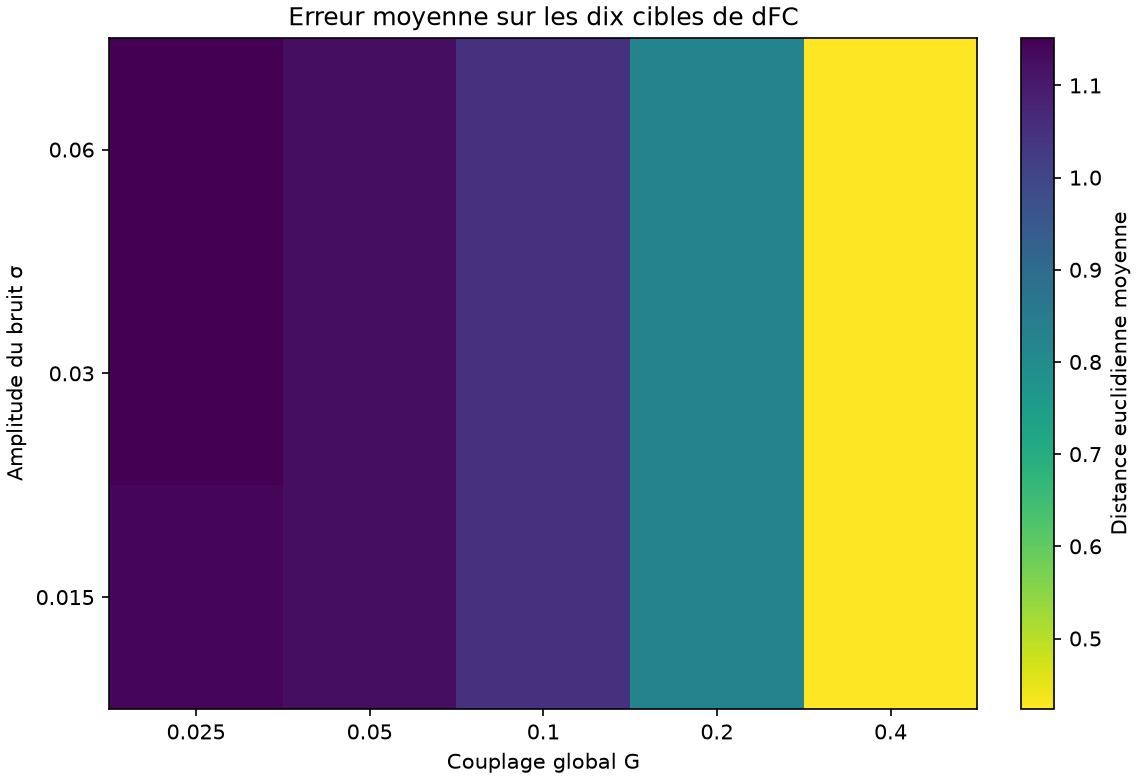 Erreur moyenne sur les dix cibles de dFC
Amplitude du bruit σ
0.06
0.03
0.015
0.025 0.05 0.1 0.2 0.4
Couplage global G
1.1
1.0
0.9
0.8
0.7
0.6
0.5
Distance euclidienne moyenne